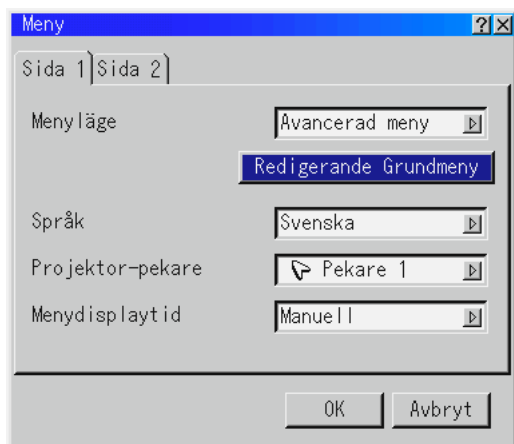 Meny
Sida 1 Sida 2
Menyläge Avancerad meny
Redigerande Grundmeny
Språk Svenska
Projektor-pekare Pekare 1
Menydisplaytid Manuell
OK Avbryt